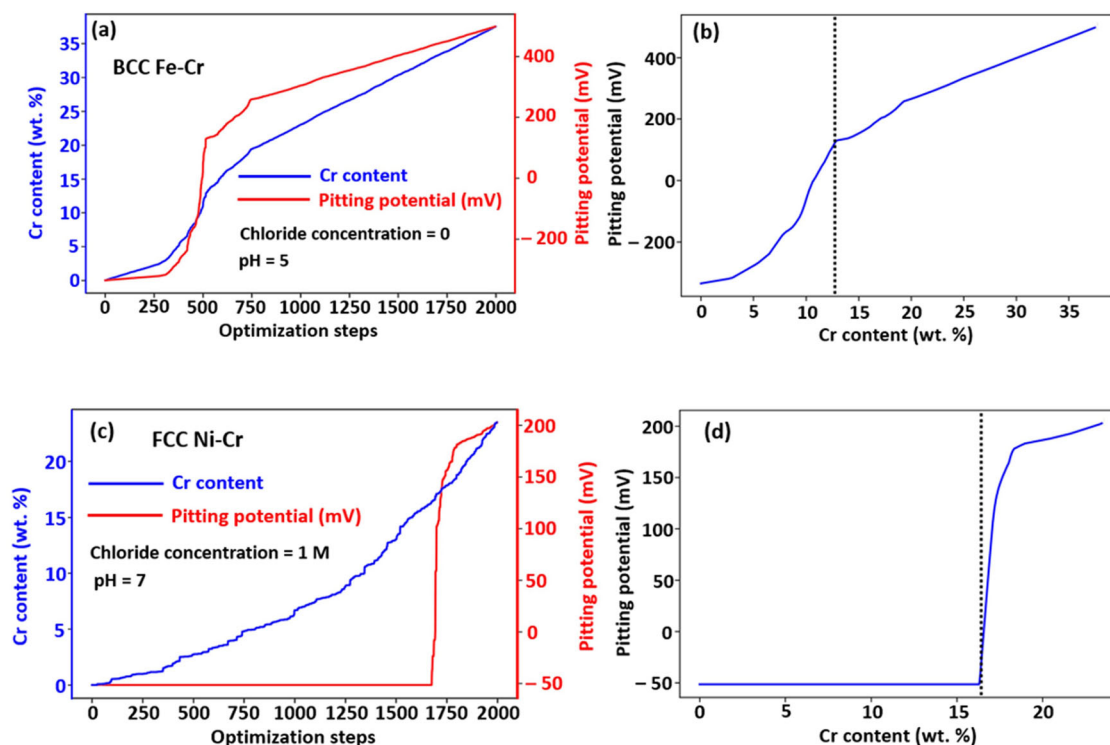 (a)
BCC Fe-Cr
Cr content
Pitting potential (mV)
Chloride concentration = 0
pH = 5
Cr content (wt. %)
35
30
25
20
15
10
5
0
Pitting potential (mV)
400
200
0
−200
0 250 500 750 1000 1250 1500 1750 2000
Optimization steps
(b)
Pitting potential (mV)
400
200
0
−200
0 5 10 15 20 25 30 35
Cr content (wt. %)
(c)
FCC Ni-Cr
Cr content
Pitting potential (mV)
Chloride concentration = 1 M
pH = 7
Cr content (wt. %)
20
15
10
5
0
Pitting potential (mV)
200
150
100
50
0
−50
0 250 500 750 1000 1250 1500 1750 2000
Optimization steps
(d)
Pitting potential (mV)
200
150
100
50
0
−50
0 5 10 15 20
Cr content (wt. %)